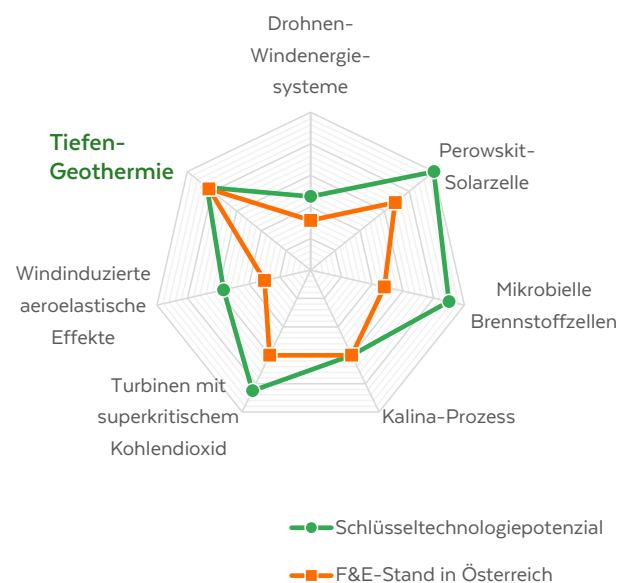 Drohnen-
Windenergie-
systeme
Tiefen-
Geothermie
Perowskit-
Solarzelle
Windinduzierte
aeroelastische
Effekte
Mikrobielle
Brennstoffzellen
Turbinen mit
superkritischem
Kohlendioxid
Kalina-Prozess
Schlüsseltechnologiepotenzial
F&E-Stand in Österreich